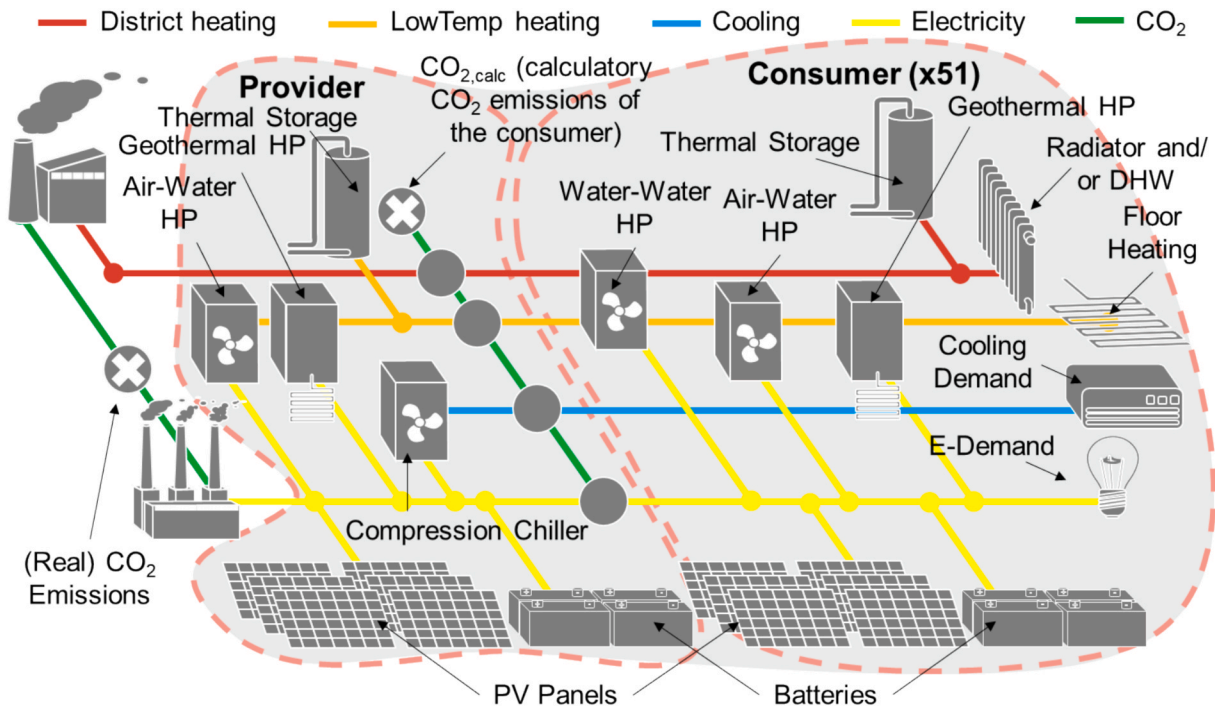 District heating
LowTemp heating
Cooling
Electricity
CO₂
Provider
Thermal Storage
Geothermal HP
Air-Water
HP
CO₂,calc (calculatory
CO₂ emissions of
the consumer)
Consumer (x51)
Geothermal HP
Thermal Storage
Radiator and/
or DHW
Water-Water
HP
Air-Water
HP
Floor
Heating
Cooling
Demand
E-Demand
Compression Chiller
(Real) CO₂
Emissions
PV Panels
Batteries